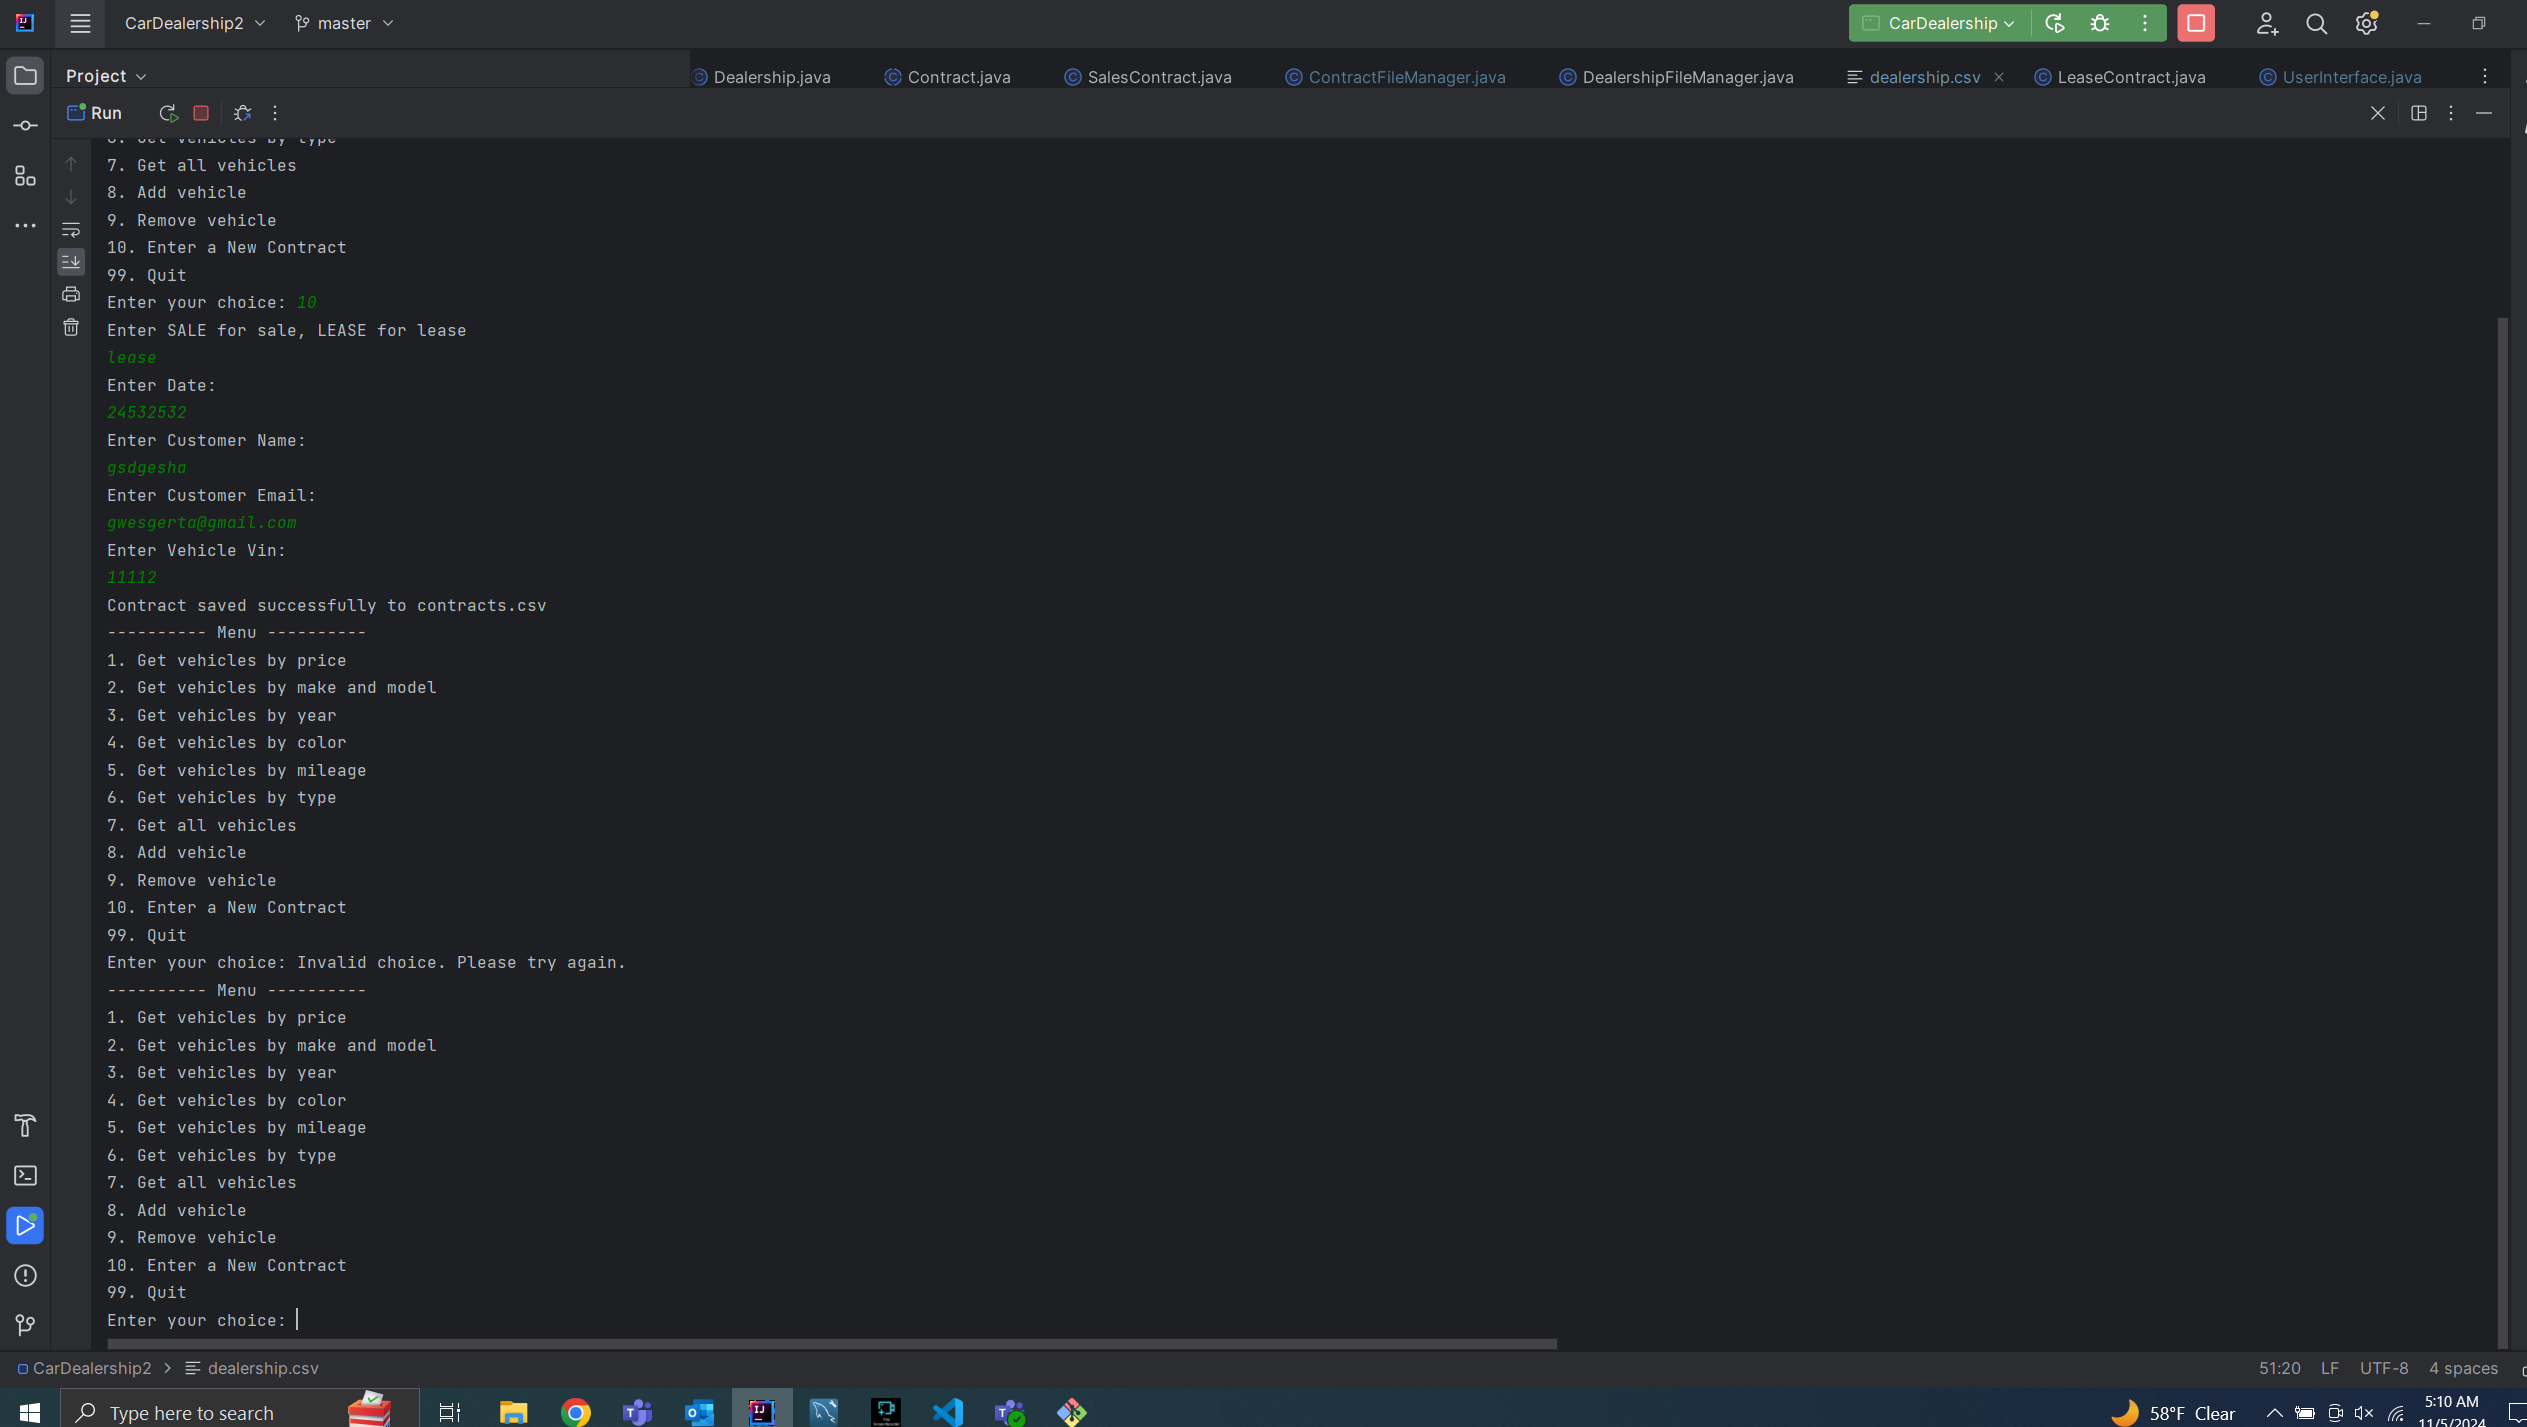 CarDealership2
master
CarDealership
Project
Dealership.java
Contract.java
SalesContract.java
ContractFileManager.java
DealershipFileManager.java
dealership.csv
LeaseContract.java
UserInterface.java
Run
6. Get vehicles by type
7. Get all vehicles
8. Add vehicle
9. Remove vehicle
10. Enter a New Contract
99. Quit
Enter your choice: 10
Enter SALE for sale, LEASE for lease
lease
Enter Date:
24532532
Enter Customer Name:
gsdgesha
Enter Customer Email:
gwesgerta@gmail.com
Enter Vehicle Vin:
11112
Contract saved successfully to contracts.csv
---------- Menu ----------
1. Get vehicles by price
2. Get vehicles by make and model
3. Get vehicles by year
4. Get vehicles by color
5. Get vehicles by mileage
6. Get vehicles by type
7. Get all vehicles
8. Add vehicle
9. Remove vehicle
10. Enter a New Contract
99. Quit
Enter your choice: Invalid choice. Please try again.
---------- Menu ----------
1. Get vehicles by price
2. Get vehicles by make and model
3. Get vehicles by year
4. Get vehicles by color
5. Get vehicles by mileage
6. Get vehicles by type
7. Get all vehicles
8. Add vehicle
9. Remove vehicle
10. Enter a New Contract
99. Quit
Enter your choice:
CarDealership2 > dealership.csv
51:20 LF UTF-8 4 spaces
Type here to search
58°F Clear
5:10 AM
11/5/2024